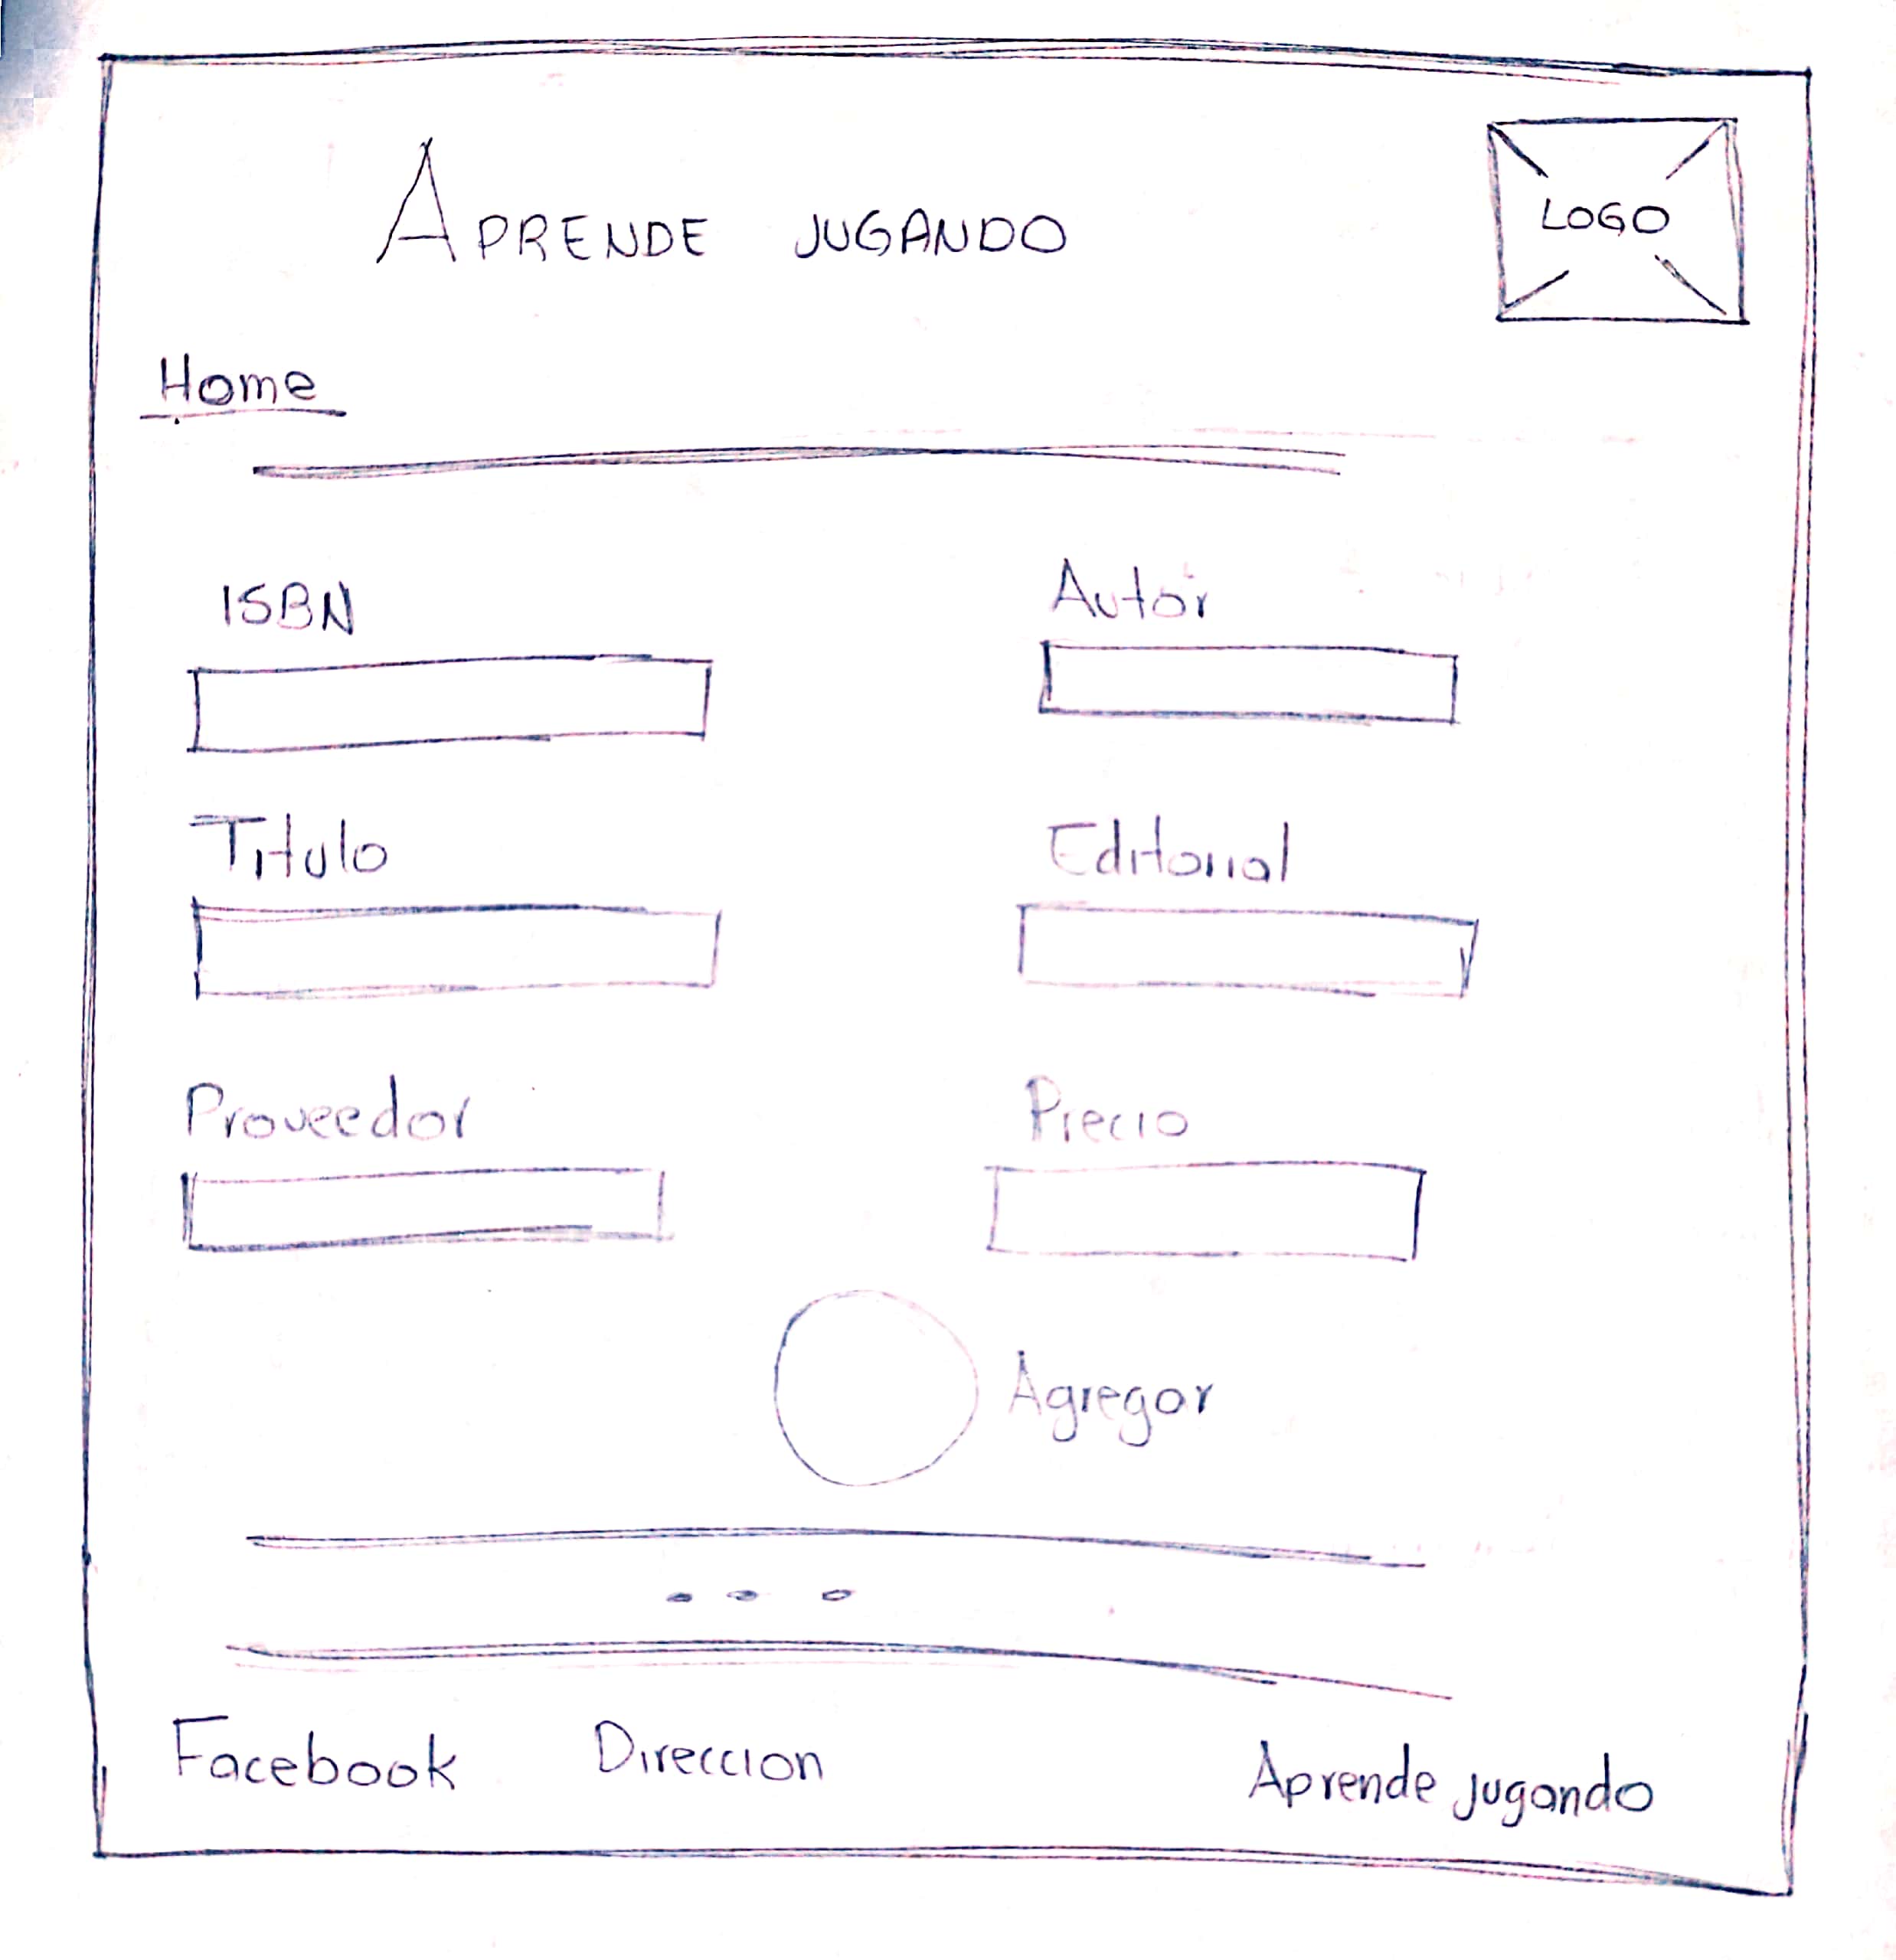 APRENDE JUGANDO
LOGO
Home
ISBN
Autor
Titulo
Editorial
Proveedor
Precio
Agregar
Facebook Direccion Aprende jugando